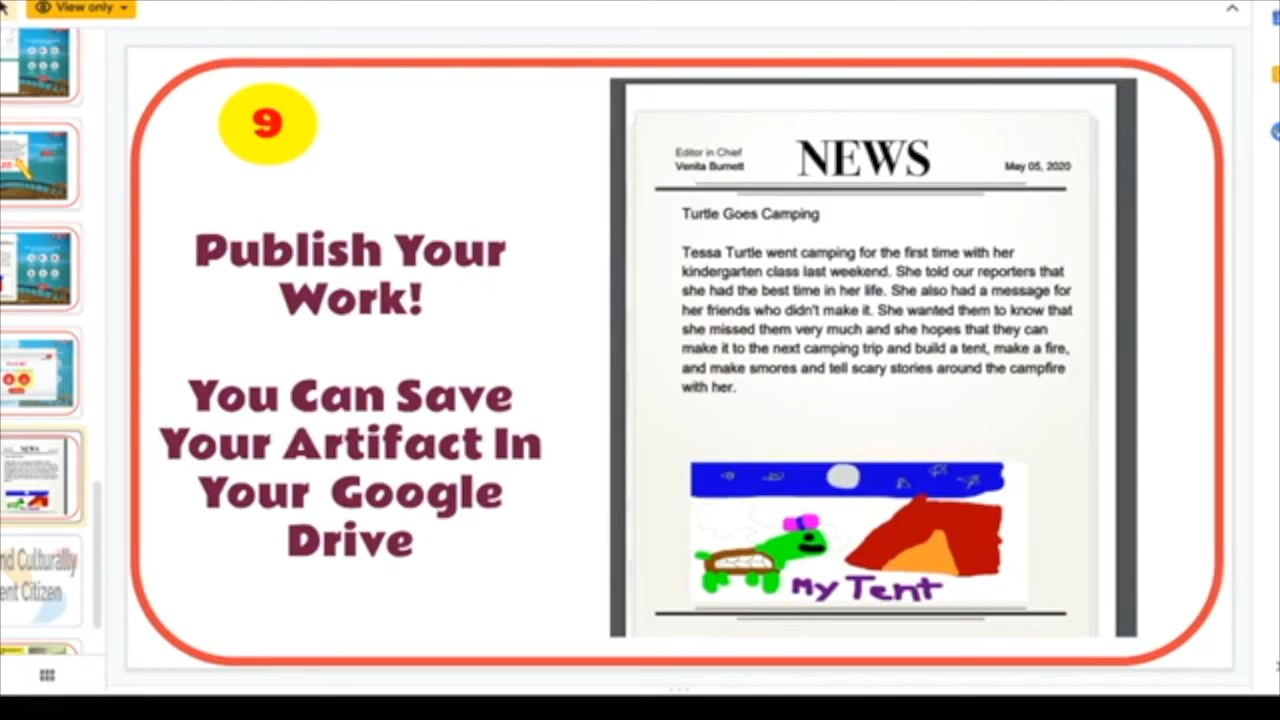 View only
9
Publish Your
Work!
You Can Save
Your Artifact In
Your Google
Drive
Editor in Chief
Venita Burnett
NEWS
May 05, 2020
Turtle Goes Camping
Tessa Turtle went camping for the first time with her
kindergarten class last weekend. She told our reporters that
she had the best time in her life. She also had a message for
her friends who didn't make it. She wanted them to know that
she missed them very much and she hopes that they can
make it to the next camping trip and build a tent, make a fire,
and make smores and tell scary stories around the campfire
with her.
My Tent
NEWS
nd Culturally
ent Citizen